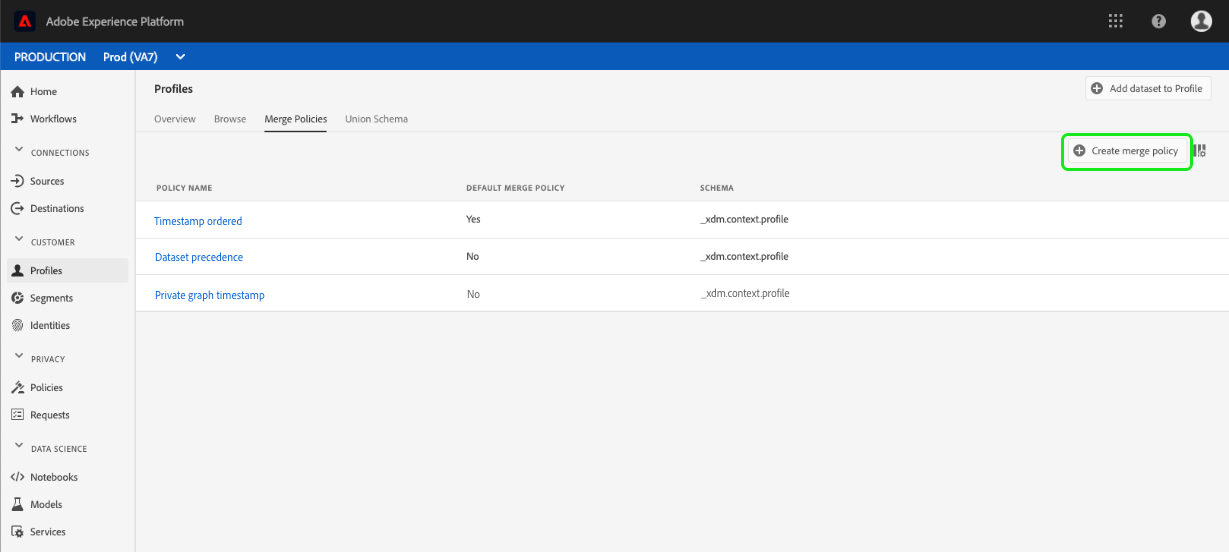 Adobe Experience Platform
PRODUCTION Prod (VA7)
Home
Workflows
CONNECTIONS
Sources
Destinations
CUSTOMER
Profiles
Segments
Identities
PRIVACY
Policies
Requests
DATA SCIENCE
Notebooks
Models
Services
Profiles
Add dataset to Profile
Overview Browse Merge Policies Union Schema
Create merge policy
POLICY NAME DEFAULT MERGE POLICY SCHEMA
Timestamp ordered Yes _xdm.context.profile
Dataset precedence No _xdm.context.profile
Private graph timestamp No _xdm.context.profile